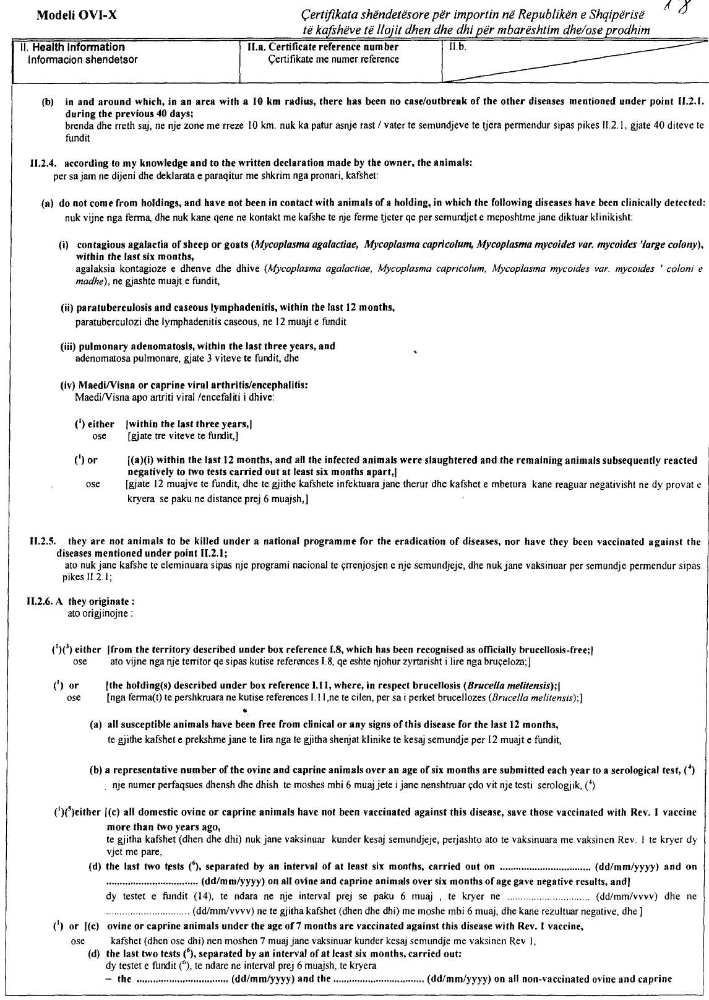 18
Modeli OVI-X
Çertifikata shëndetësore për importin në Republikën e Shqipërisë
të kafshëve të llojit dhen dhe dhi për mbarështim dhe/ose prodhim
II. Health Information
Informacion shendetsor
II.a. Certificate reference number
Çertifikate me numer reference
II.b.
(b) in and around which, in an area with a 10 km radius, there has been no case/outbreak of the other diseases mentioned under point II.2.1.
during the previous 40 days;
brenda dhe rreth saj, ne nje zone me rreze 10 km. nuk ka patur asnje rast / vater te semundjeve te tjera permendur sipas pikes II.2.1, gjate 40 diteve te
fundit
II.2.4. according to my knowledge and to the written declaration made by the owner, the animals:
per sa jam ne dijeni dhe deklarata e paraqitur me shkrim nga pronari, kafshet:
(a) do not come from holdings, and have not been in contact with animals of a holding, in which the following diseases have been clinically detected:
nuk vijne nga ferma, dhe nuk kane qene ne kontakt me kafshe te nje ferme tjeter qe per semundjet e meposhtme jane diktuar klinikisht:
(i) contagious agalactia of sheep or goats (Mycoplasma agalactiae, Mycoplasma capricolum, Mycoplasma mycoides var. mycoides 'large colony),
within the last six months,
agalaksia kontagioze e dhenve dhe dhive (Mycoplasma agalactiae, Mycoplasma capricolum, Mycoplasma mycoides var. mycoides ' coloni e
madhe), ne gjashte muajt e fundit,
(ii) paratuberculosis and caseous lymphadenitis, within the last 12 months,
paratuberculozi dhe lymphadenitis caseous, ne 12 muajt e fundit
(iii) pulmonary adenomatosis, within the last three years, and
adenomatosa pulmonare, gjate 3 viteve te fundit, dhe
(iv) Maedi/Visna or caprine viral arthritis/encephalitis:
Maedi/Visna apo artriti viral /encefaliti i dhive:
(¹) either [within the last three years,]
ose [gjate tre viteve te fundit,]
(¹) or [(a)(i) within the last 12 months, and all the infected animals were slaughtered and the remaining animals subsequently reacted
negatively to two tests carried out at least six months apart,]
ose [gjate 12 muajve te fundit, dhe te gjithe kafshete infektuara jane therur dhe kafshet e mbetura kane reaguar negativisht ne dy provat e
kryera se paku ne distance prej 6 muajsh,]
II.2.5. they are not animals to be killed under a national programme for the eradication of diseases, nor have they been vaccinated against the
diseases mentioned under point II.2.1;
ato nuk jane kafshe te eleminuara sipas nje programi nacional te çrrenjosjen e nje semundjeje, dhe nuk jane vaksinuar per semundje permendur sipas
pikes II.2.1;
II.2.6. A they originate :
ato origjinojne :
(¹)(³) either [from the territory described under box reference I.8, which has been recognised as officially brucellosis-free;]
ose ato vijne nga nje territor qe sipas kutise references I.8, qe eshte njohur zyrtarisht i lire nga bruçeloza;]
(¹) or [the holding(s) described under box reference I.11, where, in respect brucellosis (Brucella melitensis);]
ose [nga ferma(t) te pershkruara ne kutise references I.11,ne te cilen, per sa i perket brucellozes (Brucella melitensis);]
(a) all susceptible animals have been free from clinical or any signs of this disease for the last 12 months,
te gjithe kafshet e prekshme jane te lira nga te gjitha shenjat klinike te kesaj semundje per 12 muajt e fundit,
(b) a representative number of the ovine and caprine animals over an age of six months are submitted each year to a serological test, (⁴)
nje numer perfaqsues dhensh dhe dhish te moshes mbi 6 muaj jete i jane nenshtruar çdo vit nje testi serologjik, (⁴)
(¹)(⁵)either [(c) all domestic ovine or caprine animals have not been vaccinated against this disease, save those vaccinated with Rev. 1 vaccine
more than two years ago,
te gjitha kafshet (dhen dhe dhi) nuk jane vaksinuar kunder kesaj semundjeje, perjashto ato te vaksinuara me vaksinen Rev. 1 te kryer dy
vjet me pare,
(d) the last two tests (⁶), separated by an interval of at least six months, carried out on .................................. (dd/mm/yyyy) and on
.................................. (dd/mm/yyyy) on all ovine and caprine animals over six months of age gave negative results, and]
dy testet e fundit (14), te ndara ne nje interval prej se paku 6 muaj , te kryer ne ............................... (dd/mm/vvvv) dhe ne
............................... (dd/mm/vvvv) ne te gjitha kafshet (dhen dhe dhi) me moshe mbi 6 muaj, dhe kane rezultuar negative, dhe ]
(¹) or [(c) ovine or caprine animals under the age of 7 months are vaccinated against this disease with Rev. 1 vaccine,
ose kafshet (dhen ose dhi) nen moshen 7 muaj jane vaksinuar kunder kesaj semundje me vaksinen Rev 1,
(d) the last two tests (⁶), separated by an interval of at least six months, carried out:
dy testet e fundit (⁶), te ndare ne interval prej 6 muajsh, te kryera
– the .................................. (dd/mm/yyyy) and the .................................. (dd/mm/yyyy) on all non-vaccinated ovine and caprine